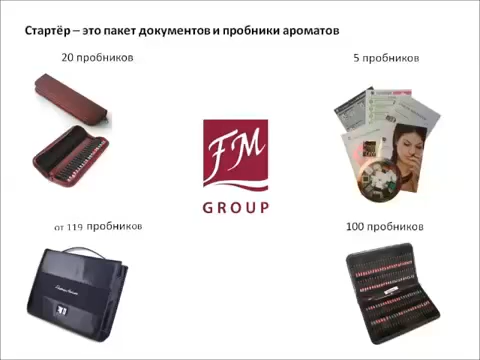 Стартёр – это пакет документов и пробники ароматов
20 пробников
5 пробников
FM
GROUP
от 119 пробников
100 пробников